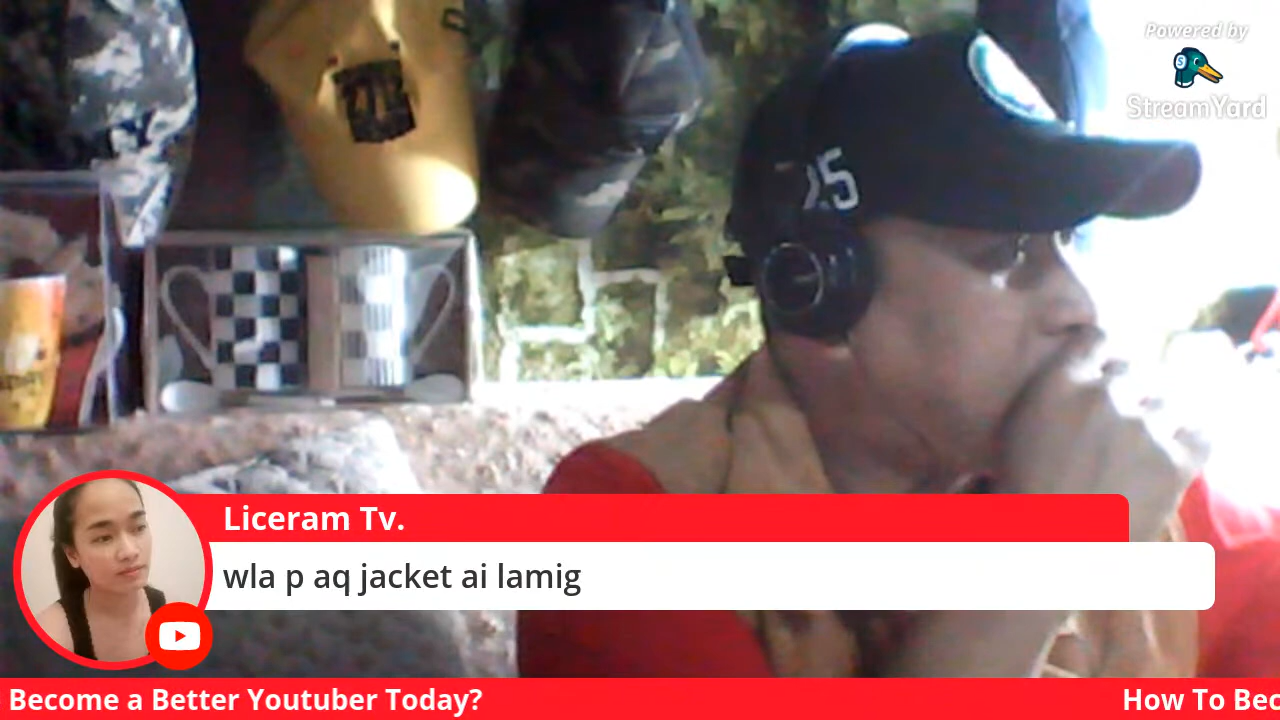 Powered by
StreamYard
Liceram Tv.
wla p aq jacket ai lamig
Become a Better Youtuber Today?
How To Bec